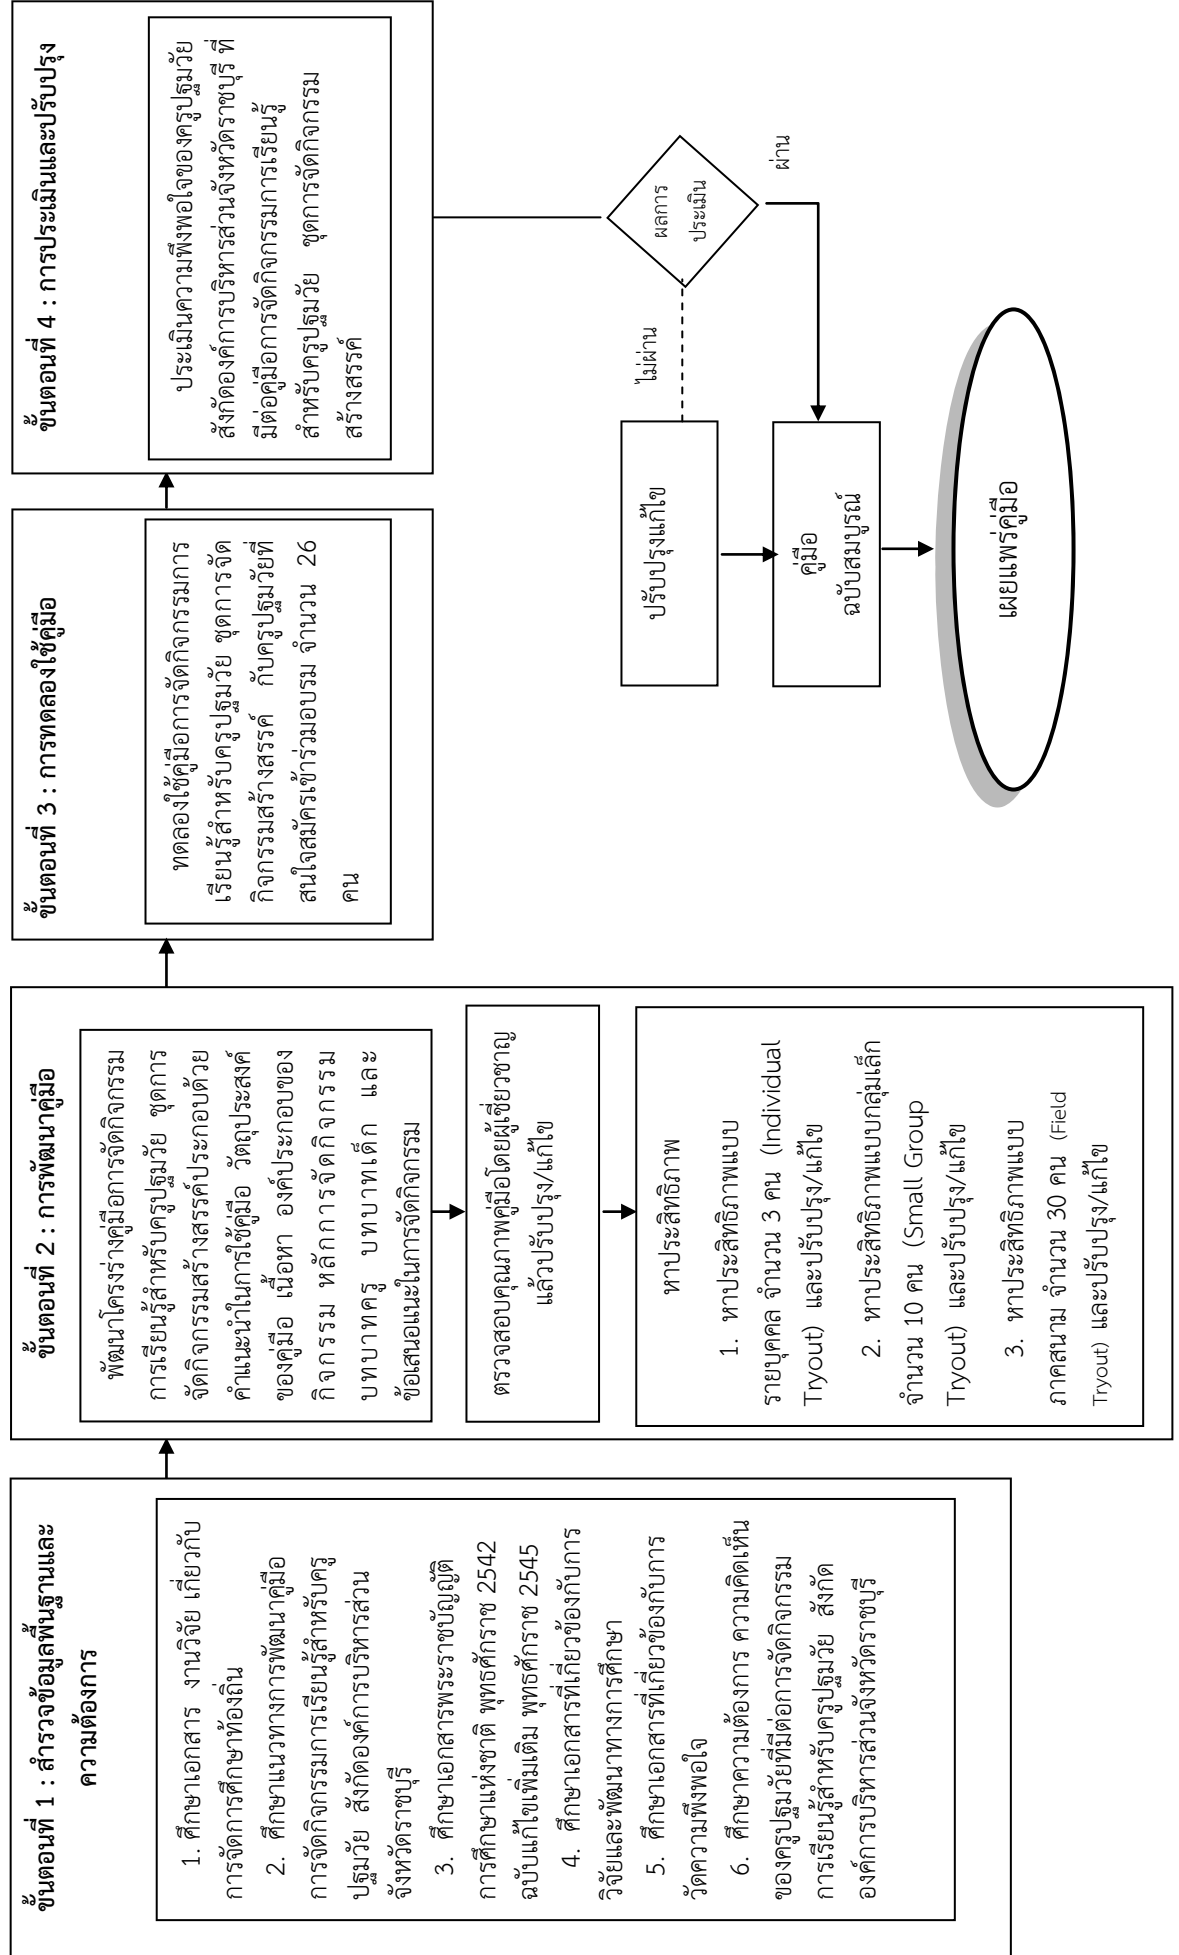 ขั้นตอนที่ 1 : สำรวจข้อมูลพื้นฐานและ
ความต้องการ
1. ศึกษาเอกสาร งานวิจัย เกี่ยวกับ
การจัดการศึกษาท้องถิ่น
2. ศึกษาแนวทางการพัฒนาคู่มือ
การจัดกิจกรรมการเรียนรู้สำหรับครู
ปฐมวัย สังกัดองค์การบริหารส่วน
จังหวัดราชบุรี
3. ศึกษาเอกสารพระราชบัญญัติ
การศึกษาแห่งชาติ พุทธศักราช 2542
ฉบับแก้ไขเพิ่มเติม พุทธศักราช 2545
4. ศึกษาเอกสารที่เกี่ยวข้องกับการ
วิจัยและพัฒนาทางการศึกษา
5. ศึกษาเอกสารที่เกี่ยวข้องกับการ
วัดความพึงพอใจ
6. ศึกษาความต้องการ ความคิดเห็น
ของครูปฐมวัยที่มีต่อการจัดกิจกรรม
การเรียนรู้สำหรับครูปฐมวัย สังกัด
องค์การบริหารส่วนจังหวัดราชบุรี
ขั้นตอนที่ 2 : การพัฒนาคู่มือ
พัฒนาโครงร่างคู่มือการจัดกิจกรรม
การเรียนรู้สำหรับครูปฐมวัย ชุดการ
จัดกิจกรรมสร้างสรรค์ประกอบด้วย
คำแนะนำในการใช้คู่มือ วัตถุประสงค์
ของคู่มือ เนื้อหา องค์ประกอบของ
กิจกรรม หลักการจัดกิจกรรม
บทบาทครู บทบาทเด็ก และ
ข้อเสนอแนะในการจัดกิจกรรม
ตรวจสอบคุณภาพคู่มือโดยผู้เชี่ยวชาญ
แล้วปรับปรุง/แก้ไข
หาประสิทธิภาพ
1. หาประสิทธิภาพแบบ
รายบุคคล จำนวน 3 คน (Individual
Tryout) และปรับปรุง/แก้ไข
2. หาประสิทธิภาพแบบกลุ่มเล็ก
จำนวน 10 คน (Small Group
Tryout) และปรับปรุง/แก้ไข
3. หาประสิทธิภาพแบบ
ภาคสนาม จำนวน 30 คน (Field
Tryout) และปรับปรุง/แก้ไข
ขั้นตอนที่ 3 : การทดลองใช้คู่มือ
ทดลองใช้คู่มือการจัดกิจกรรมการ
เรียนรู้สำหรับครูปฐมวัย ชุดการจัด
กิจกรรมสร้างสรรค์ กับครูปฐมวัยที่
สนใจสมัครเข้าร่วมอบรม จำนวน 26
คน
ขั้นตอนที่ 4 : การประเมินและปรับปรุง
ประเมินความพึงพอใจของครูปฐมวัย
สังกัดองค์การบริหารส่วนจังหวัดราชบุรี ที่
มีต่อคู่มือการจัดกิจกรรมการเรียนรู้
สำหรับครูปฐมวัย ชุดการจัดกิจกรรม
สร้างสรรค์
ผลการ
ประเมิน
ไม่ผ่าน
ผ่าน
ปรับปรุงแก้ไข
คู่มือ
ฉบับสมบูรณ์
เผยแพร่คู่มือ